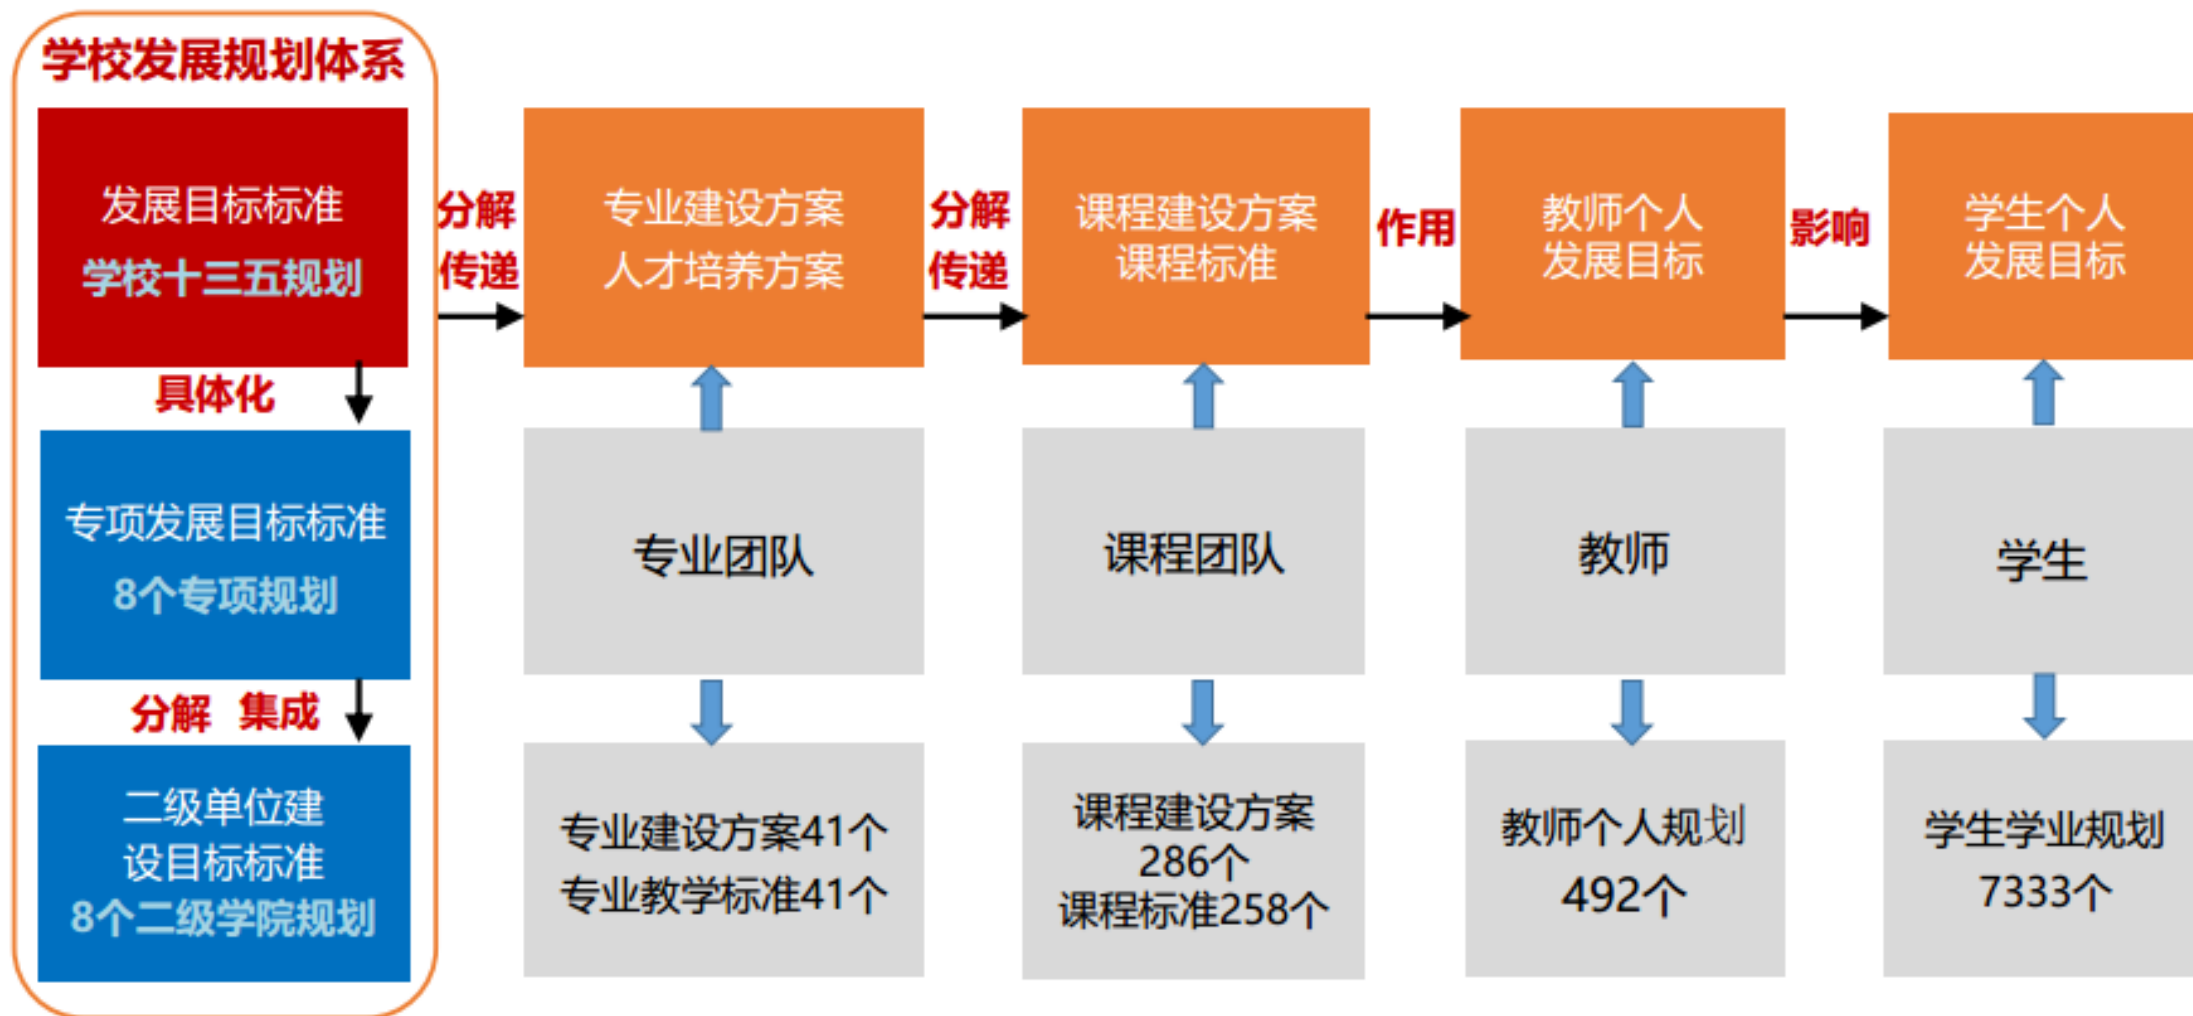 学校发展规划体系
发展目标标准
学校十三五规划
具体化
专项发展目标标准
8个专项规划
分解 集成
二级单位建
设目标标准
8个二级学院规划
分解
传递
专业建设方案
人才培养方案
专业团队
专业建设方案41个
专业教学标准41个
分解
传递
课程建设方案
课程标准
课程团队
课程建设方案
286个
课程标准258个
作用
教师个人
发展目标
教师
教师个人规划
492个
影响
学生个人
发展目标
学生
学生学业规划
7333个